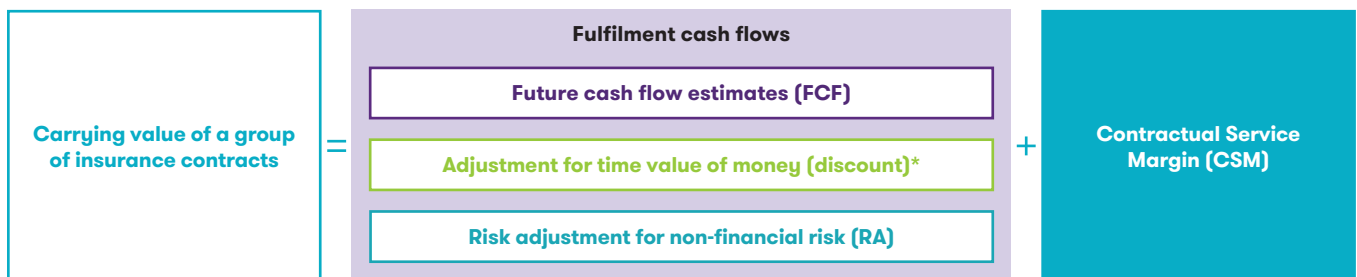 Fulfilment cash flows
Carrying value of a group
of insurance contracts
=
Future cash flow estimates (FCF)
Adjustment for time value of money (discount)*
Risk adjustment for non-financial risk (RA)
+
Contractual Service
Margin (CSM)